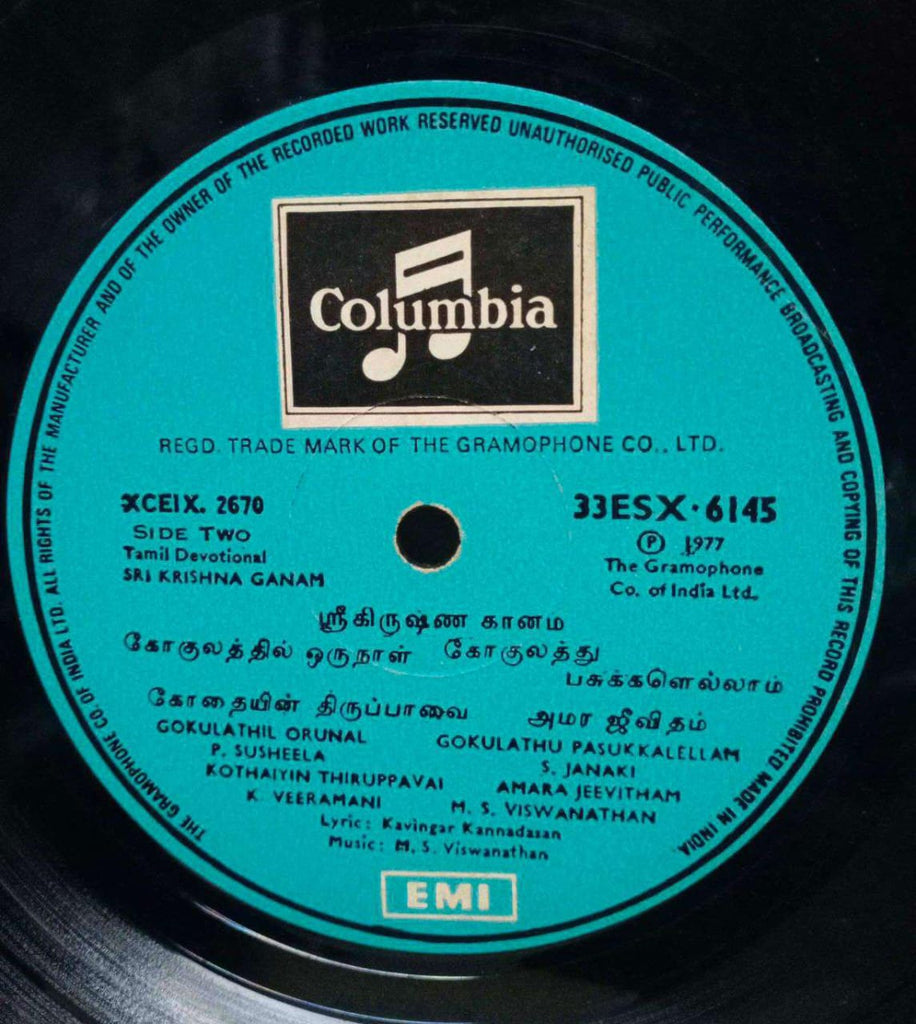 THE GRAMOPHONE CO. OF INDIA LTD. ALL RIGHTS OF THE MANUFACTURER AND OF THE OWNER OF THE RECORDED WORK RESERVED UNAUTHORISED PUBLIC PERFORMANCE BROADCASTING AND COPYING OF THIS RECORD PROHIBITED MADE IN INDIA
Columbia
REGD. TRADE MARK OF THE GRAMOPHONE CO., LTD.
XCEIX. 2670
SIDE TWO
Tamil Devotional
SRI KRISHNA GANAM
33ESX·6145
Ⓟ 1977
The Gramophone
Co. of India Ltd.
ஸ்ரீகிருஷ்ண கானம்
கோகுலத்தில் ஒருநாள் கோகுலத்து
பசுக்களெல்லாம்
கோதையின் திருப்பாவை அமர ஜீவிதம்
GOKULATHIL ORUNAL GOKULATHU PASUKKALELLAM
P. SUSHEELA S. JANAKI
KOTHAIYIN THIRUPPAVAI AMARA JEEVITHAM
K. VEERAMANI M. S. VISWANATHAN
Lyric: Kavingar Kannadasan
Music: M. S. Viswanathan
EMI